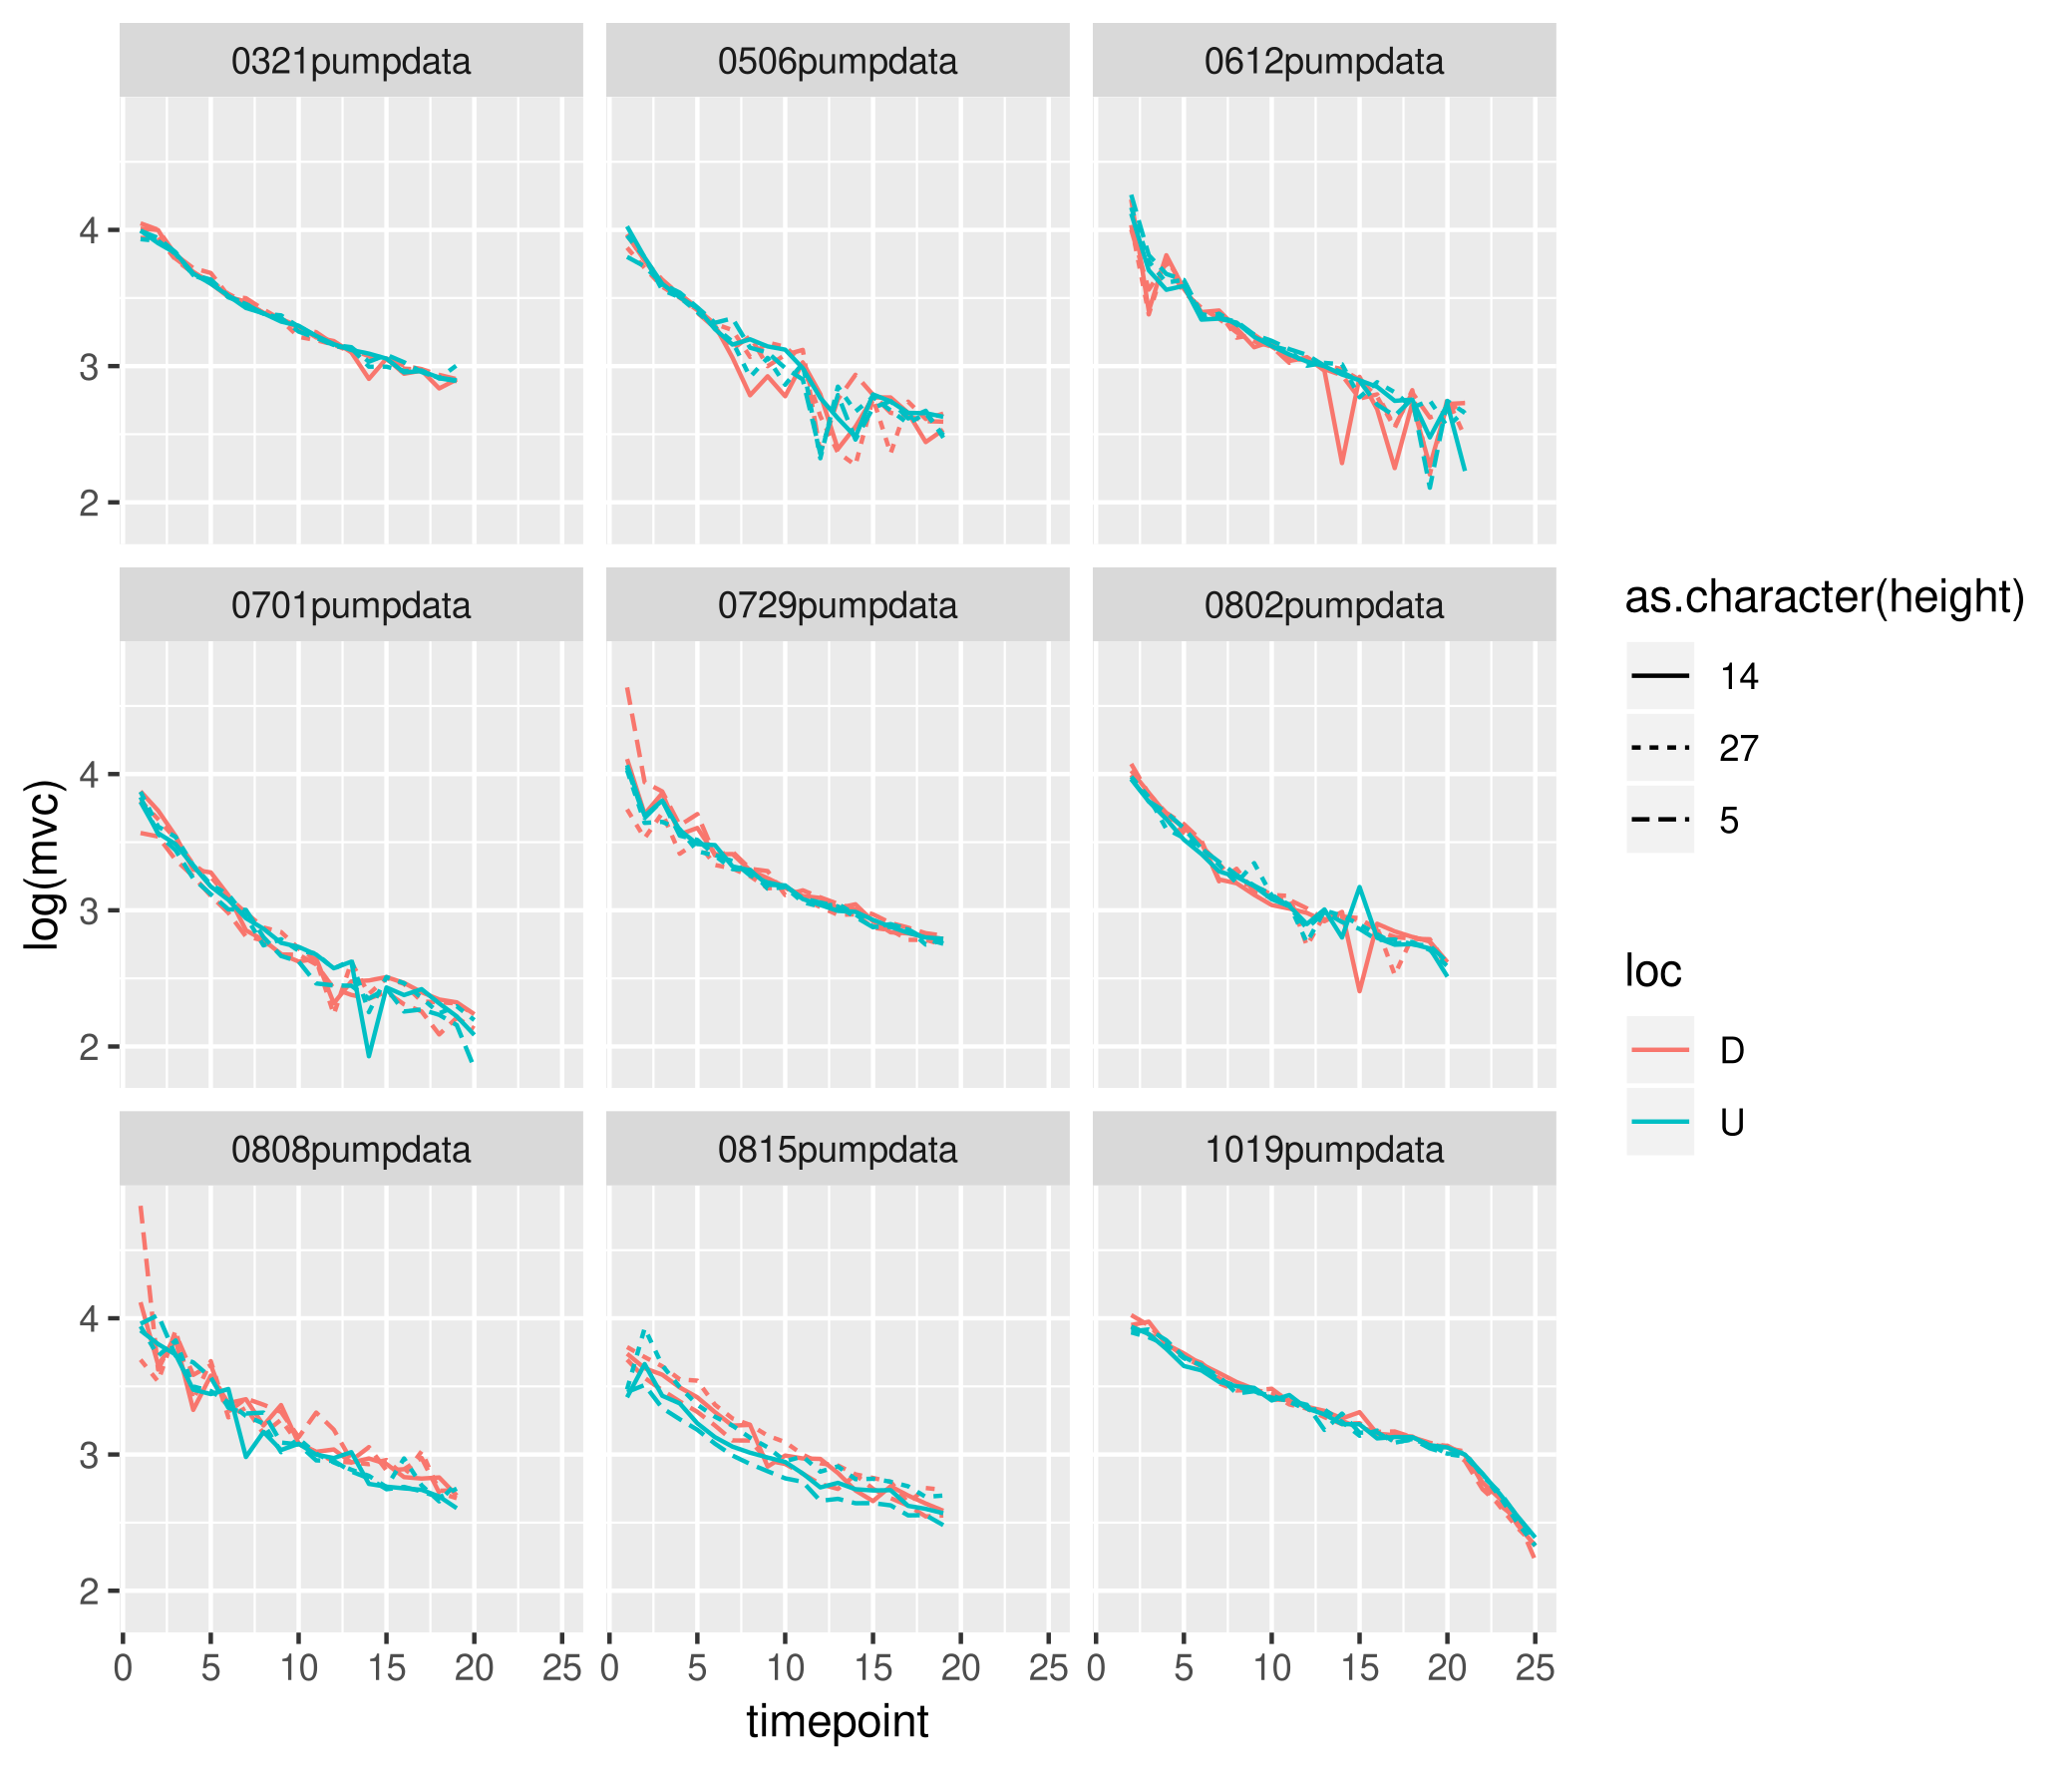 0321pumpdata 0506pumpdata 0612pumpdata
4
3
2
0701pumpdata 0729pumpdata 0802pumpdata
4
3
2
0808pumpdata 0815pumpdata 1019pumpdata
4
3
2
0 5 10 15 20 25 0 5 10 15 20 25 0 5 10 15 20 25
timepoint
log(mvc)
as.character(height)
14
27
5
loc
D
U